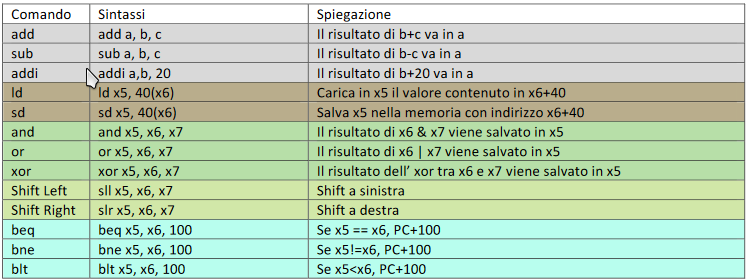 Comando Sintassi Spiegazione
add add a, b, c Il risultato di b+c va in a
sub sub a, b, c Il risultato di b-c va in a
addi addi a,b, 20 Il risultato di b+20 va in a
ld ld x5, 40(x6) Carica in x5 il valore contenuto in x6+40
sd sd x5, 40(x6) Salva x5 nella memoria con indirizzo x6+40
and and x5, x6, x7 Il risultato di x6 & x7 viene salvato in x5
or or x5, x6, x7 Il risultato di x6 | x7 viene salvato in x5
xor xor x5, x6, x7 Il risultato dell’ xor tra x6 e x7 viene salvato in x5
Shift Left sll x5, x6, x7 Shift a sinistra
Shift Right slr x5, x6, x7 Shift a destra
beq beq x5, x6, 100 Se x5 == x6, PC+100
bne bne x5, x6, 100 Se x5!=x6, PC+100
blt blt x5, x6, 100 Se x5<x6, PC+100